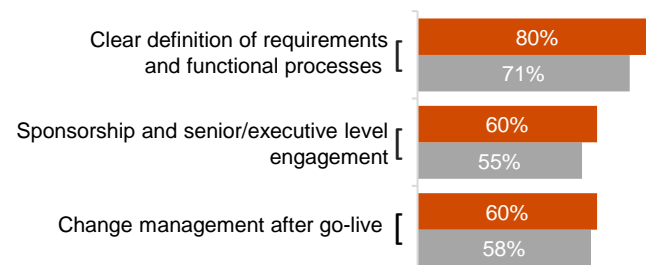 Clear definition of requirements
and functional processes
80%
71%
Sponsorship and senior/executive level
engagement
60%
55%
Change management after go-live
60%
58%